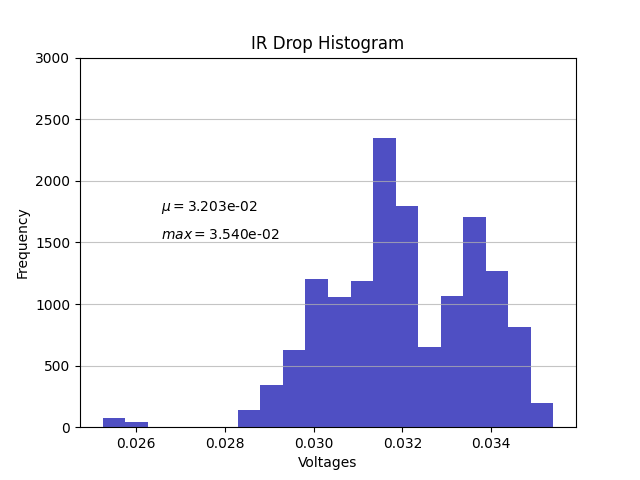 IR Drop Histogram
3000
2500
2000
1500
1000
500
0
Frequency
μ = 3.203e-02
max = 3.540e-02
0.026 0.028 0.030 0.032 0.034
Voltages